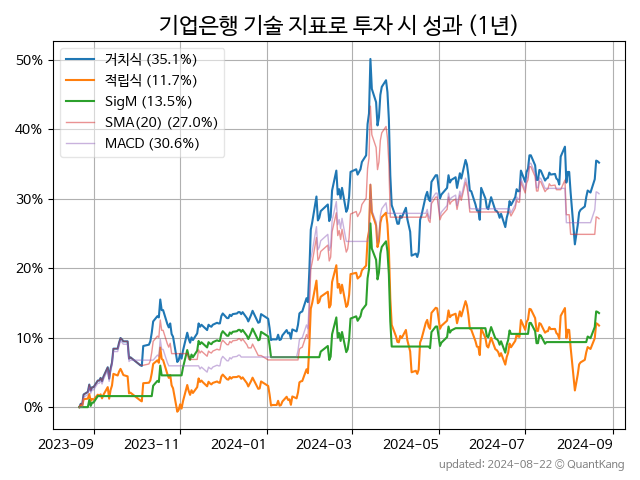 기업은행 기술 지표로 투자 시 성과 (1년)
거치식 (35.1%)
적립식 (11.7%)
SigM (13.5%)
SMA(20) (27.0%)
MACD (30.6%)
50%
40%
30%
20%
10%
0%
2023-09 2023-11 2024-01 2024-03 2024-05 2024-07 2024-09
updated: 2024-08-22 ⓒ QuantKang